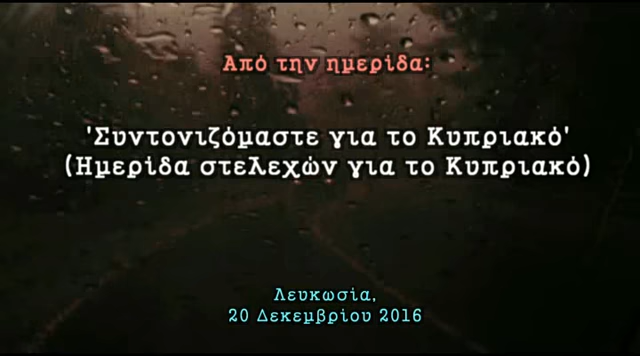 Από την ημερίδα:
'Συντονιζόμαστε για το Κυπριακό'
(Ημερίδα στελεχών για το Κυπριακό)
Λευκωσία,
20 Δεκεμβρίου 2016